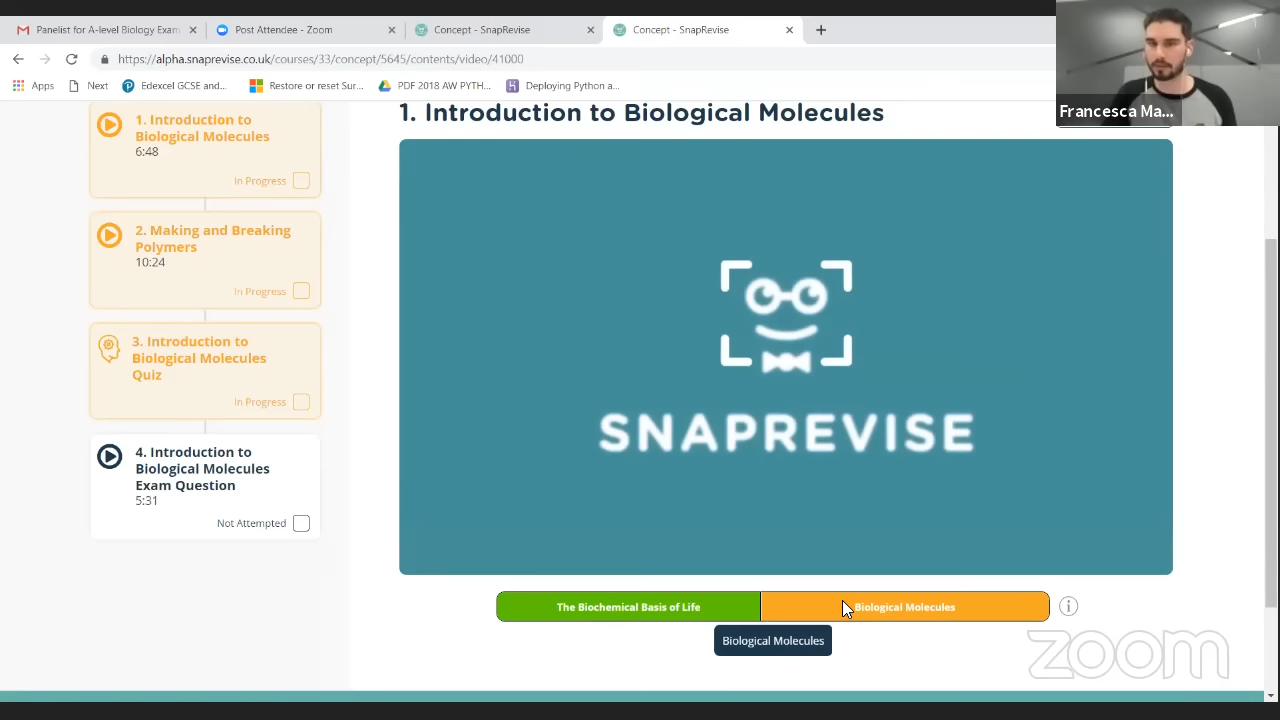 Panelist for A-level Biology Exam
Post Attendee - Zoom
Concept - SnapRevise
Concept - SnapRevise
https://alpha.snaprevise.co.uk/courses/33/concept/5645/contents/video/41000
Apps
Next
Edexcel GCSE and...
Restore or reset Sur...
PDF 2018 AW PYTH...
Deploying Python a...
Francesca Ma...
1. Introduction to
Biological Molecules
6:48
In Progress
2. Making and Breaking
Polymers
10:24
In Progress
3. Introduction to
Biological Molecules
Quiz
In Progress
4. Introduction to
Biological Molecules
Exam Question
5:31
Not Attempted
1. Introduction to Biological Molecules
SNAPREVISE
The Biochemical Basis of Life
Biological Molecules
Biological Molecules
zoom